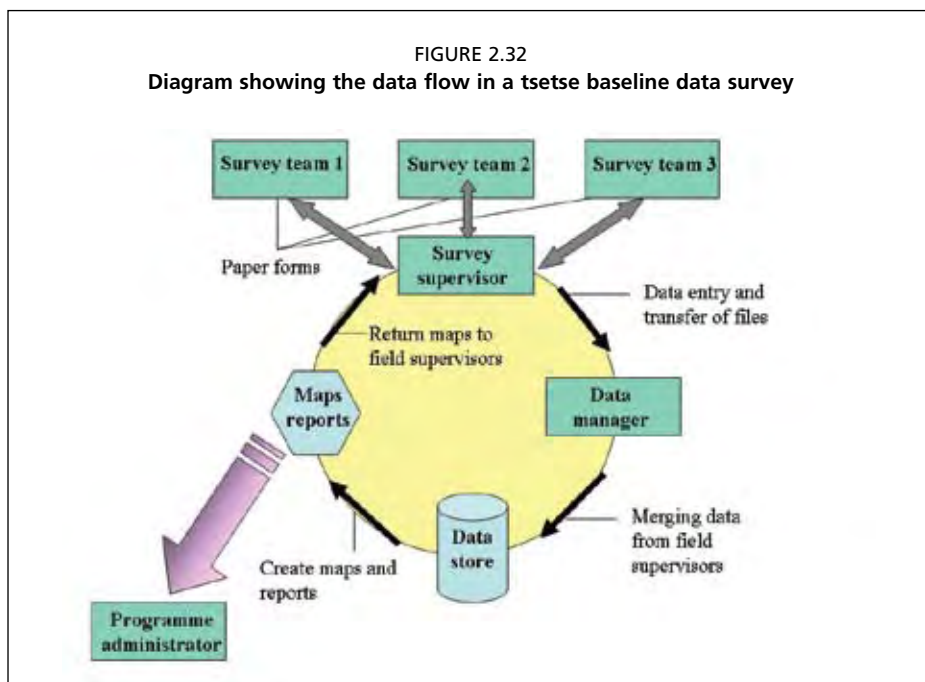 FIGURE 2.32
Diagram showing the data flow in a tsetse baseline data survey
Survey team 1
Survey team 2
Survey team 3
Paper forms
Survey
supervisor
Data entry and
transfer of files
Return maps to
field supervisors
Maps
reports
Data
manager
Data
store
Merging data
from field
supervisors
Create maps and
reports
Programme
administrator